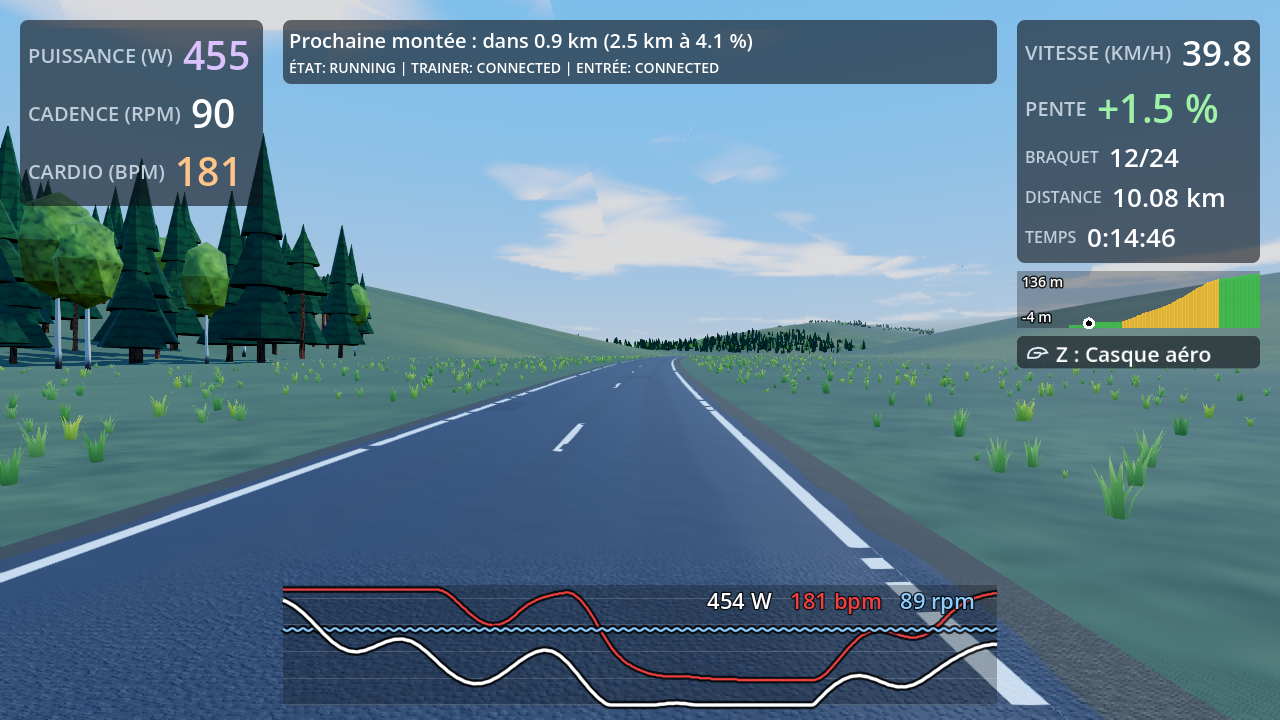 PUISSANCE (W) 455
CADENCE (RPM) 90
CARDIO (BPM) 181
Prochaine montée : dans 0.9 km (2.5 km à 4.1 %)
ÉTAT: RUNNING | TRAINER: CONNECTED | ENTRÉE: CONNECTED
VITESSE (KM/H) 39.8
PENTE +1.5 %
BRAQUET 12/24
DISTANCE 10.08 km
TEMPS 0:14:46
136 m
-4 m
Z : Casque aéro
454 W 181 bpm 89 rpm